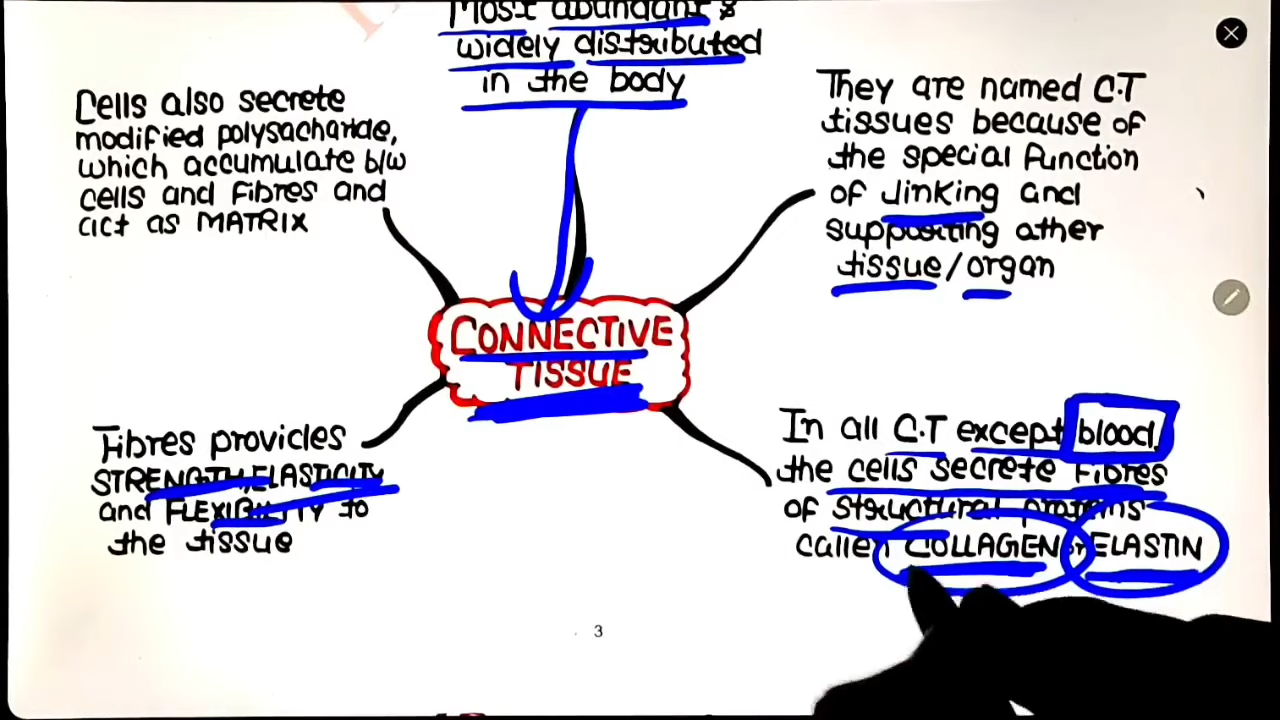 Most abundant &
widely distributed
in the body
Cells also secrete
modified polysacharide,
which accumulate b/w
cells and fibres and
act as MATRIX
They are named C.T
tissues because of
the special function
of linking and
supporting other
tissue/organ
CONNECTIVE
TISSUE
Fibres provides
STRENGTH, ELASTICITY
and FLEXIBILITY to
the tissue
In all C.T except blood,
the cells secrete fibres
of structural proteins
called COLLAGEN or ELASTIN
3